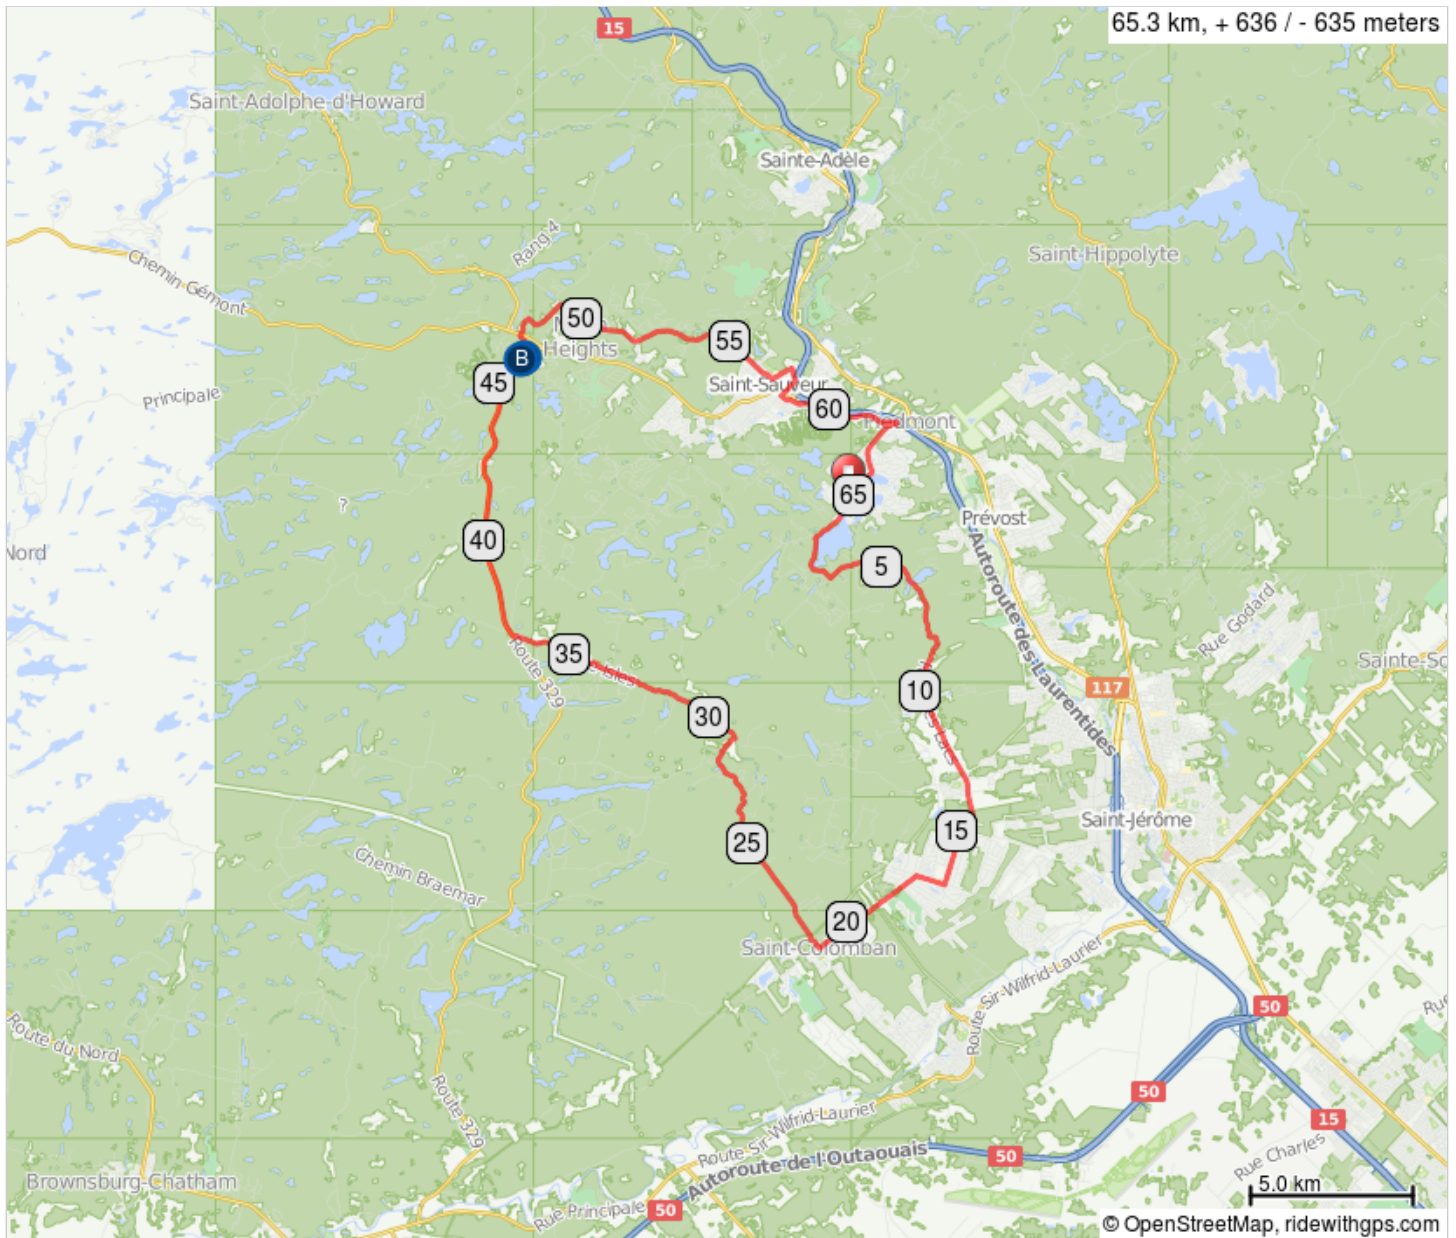 65.3 km, + 636 / - 635 meters
15
Saint-Adolphe-d'Howard
Sainte-Adèle
Rang 4
Saint-Hippolyte
Chemin Gémont
50
55
B
Heights
45
Saint-Sauveur
Principale
60
Piedmont
65
?
Prévost
40
Nord
5
Autoroute des Laurentides
Rue Godard
35
Route 329
Isles
Sainte-So
10
117
30
es Lacs
15
Saint-Jérôme
25
Chemin Braemar
20
Saint-Colomban
Route Sir-Wilfrid-Laurier
50
Route du Nord
Route 329
50
15
Route Sir-Wilfrid-Laurier
Autoroute de l'Outaouais
50
Rue Charles
Brownsburg-Chatham
5.0 km
Rue Principale
50
© OpenStreetMap, ridewithgps.com